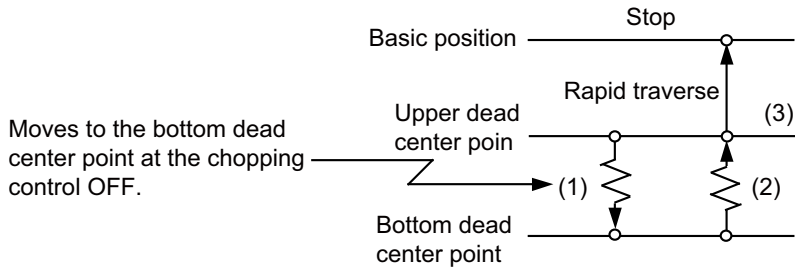 Stop
Basic position
Rapid traverse
Upper dead
center poin
(3)
Moves to the bottom dead
center point at the chopping
control OFF.
(1)
(2)
Bottom dead
center point